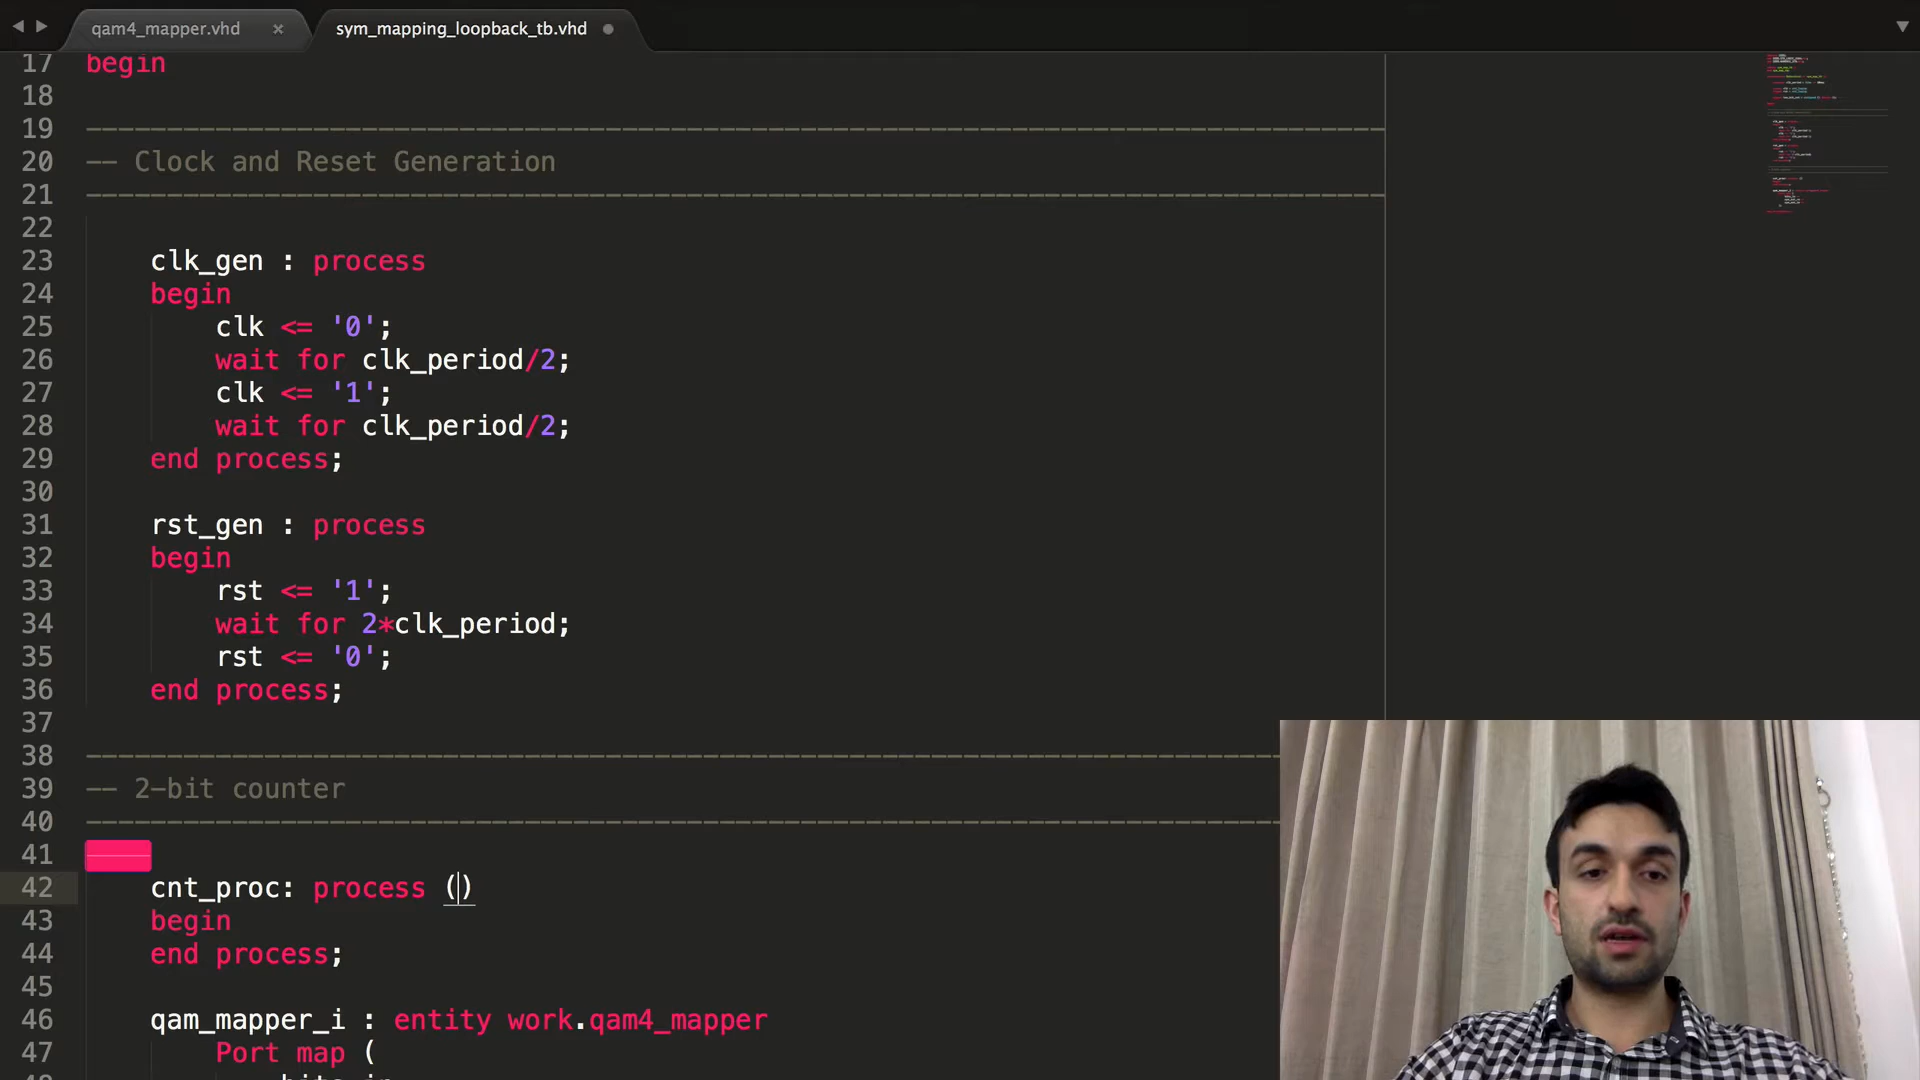 qam4_mapper.vhd × sym_mapping_loopback_tb.vhd
17 begin
18
19 --------------------------------------------------------------------------------
20 -- Clock and Reset Generation
21 --------------------------------------------------------------------------------
22
23 clk_gen : process
24 begin
25 clk <= '0';
26 wait for clk_period/2;
27 clk <= '1';
28 wait for clk_period/2;
29 end process;
30
31 rst_gen : process
32 begin
33 rst <= '1';
34 wait for 2*clk_period;
35 rst <= '0';
36 end process;
37
38 --------------------------------------------------------------------------------
39 -- 2-bit counter
40 --------------------------------------------------------------------------------
41
42 cnt_proc: process ()
43 begin
44 end process;
45
46 qam_mapper_i : entity work.qam4_mapper
47 Port map (